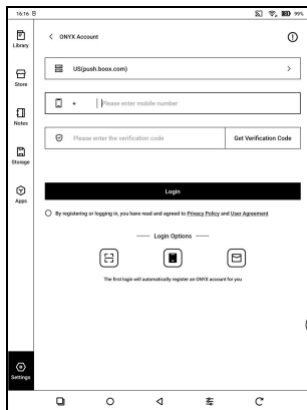 16:16
99%
Library
Store
Notes
Storage
Apps
Settings
ONYX Account
US(push.boox.com)
+ Please enter mobile number
Please enter the verification code
Get Verification Code
Login
By registering or logging in, you have read and agreed to Privacy Policy and User Agreement
Login Options
The first login will automatically register an ONYX account for you